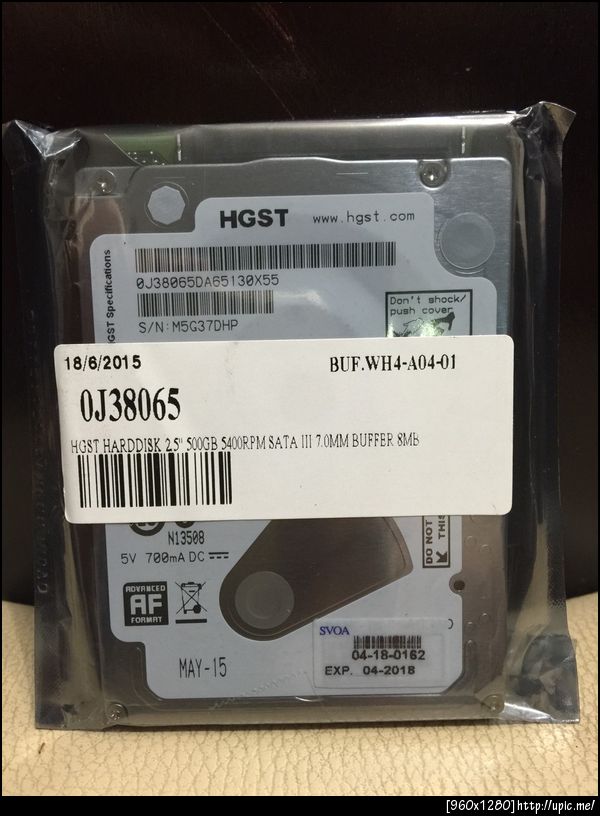 HGST www.hgst.com
0J38065DA65130X55
HGST Specifications
S/N:M5G37DHP
Don't shock/
push cover
18/6/2015 BUF.WH4-A04-01
0J38065
HGST HARDDISK 2.5" 500GB 5400RPM SATA III 7.0MM BUFFER 8MB
N13508
5V 700mA DC
DO NOT
THIS
ADVANCED
AF
FORMAT
MAY-15
SVOA
04-18-0162
EXP. 04-2018
[960x1280]http://upic.me/